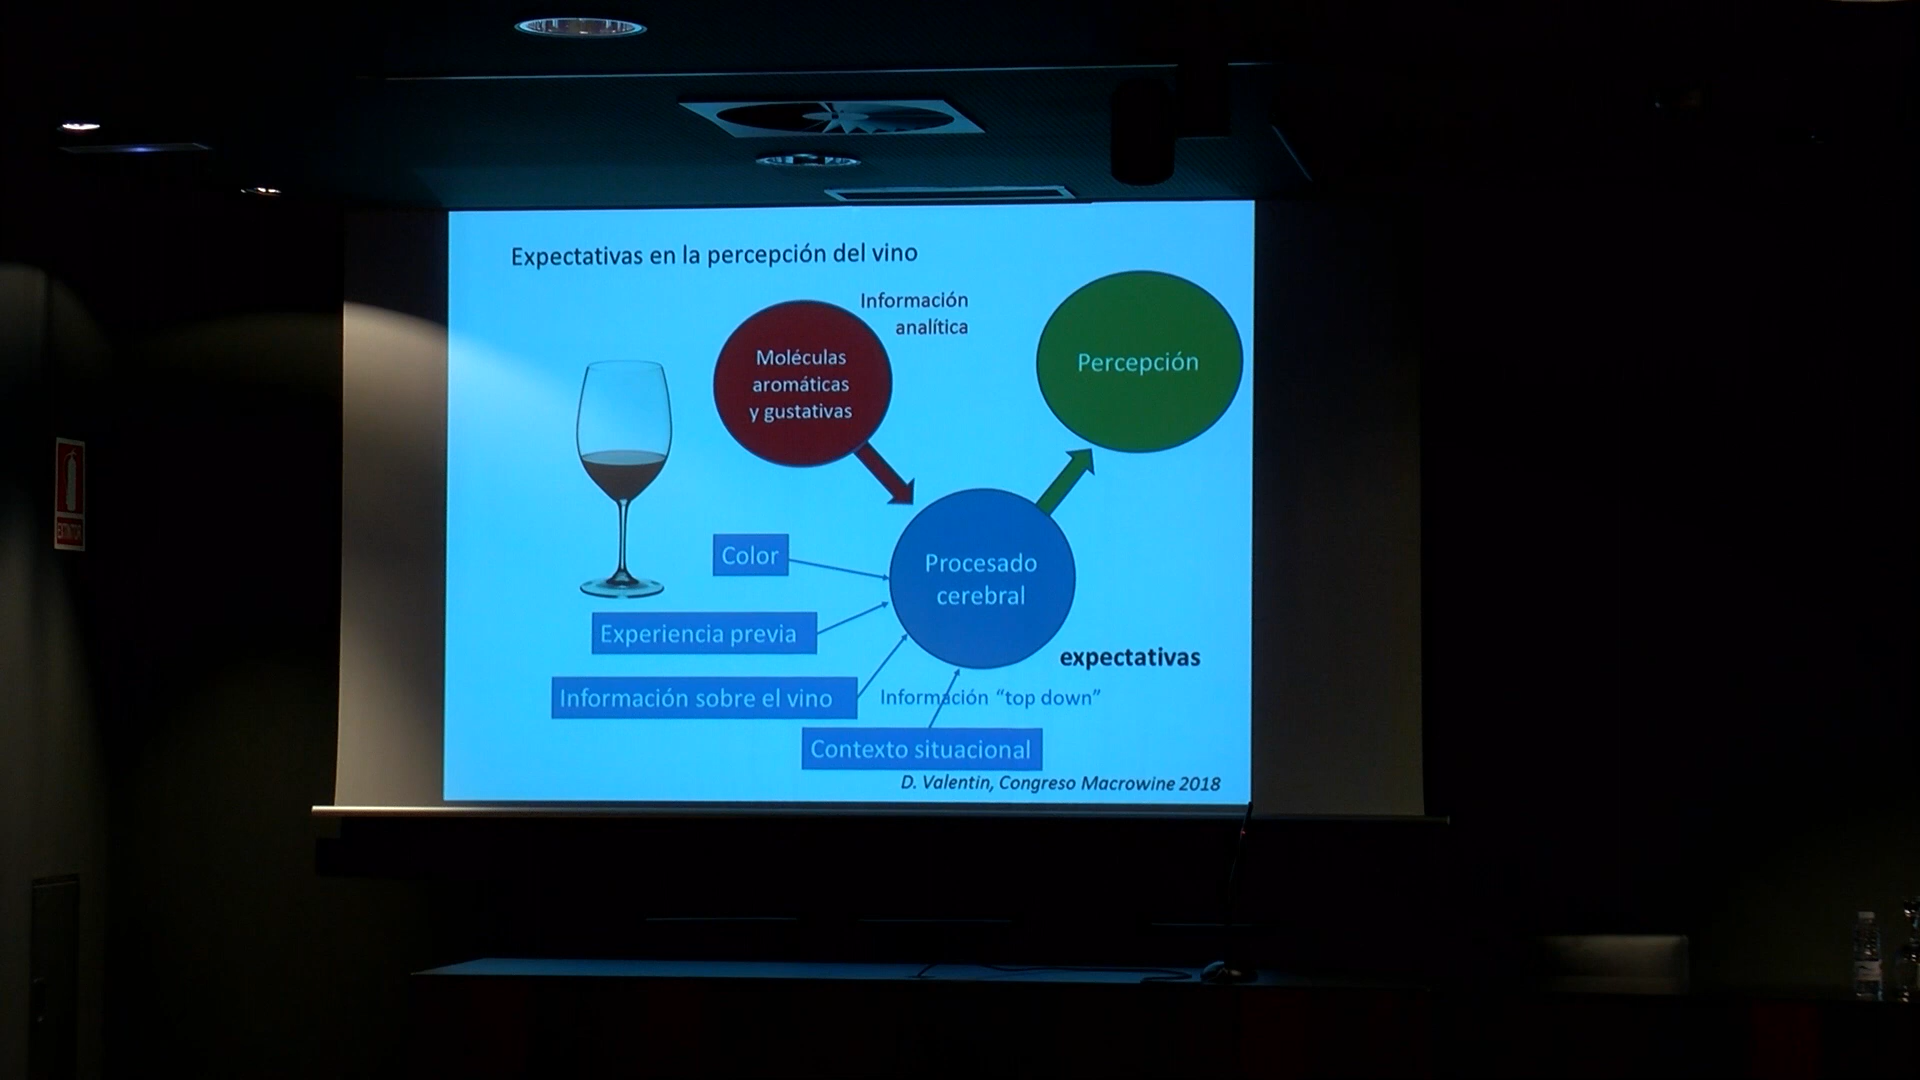 Expectativas en la percepción del vino
Información
analítica
Moléculas
aromáticas
y gustativas
Percepción
Color
Procesado
cerebral
Experiencia previa
expectativas
Información sobre el vino
Información “top down”
Contexto situacional
D. Valentin, Congreso Macrowine 2018
EXTINTOR